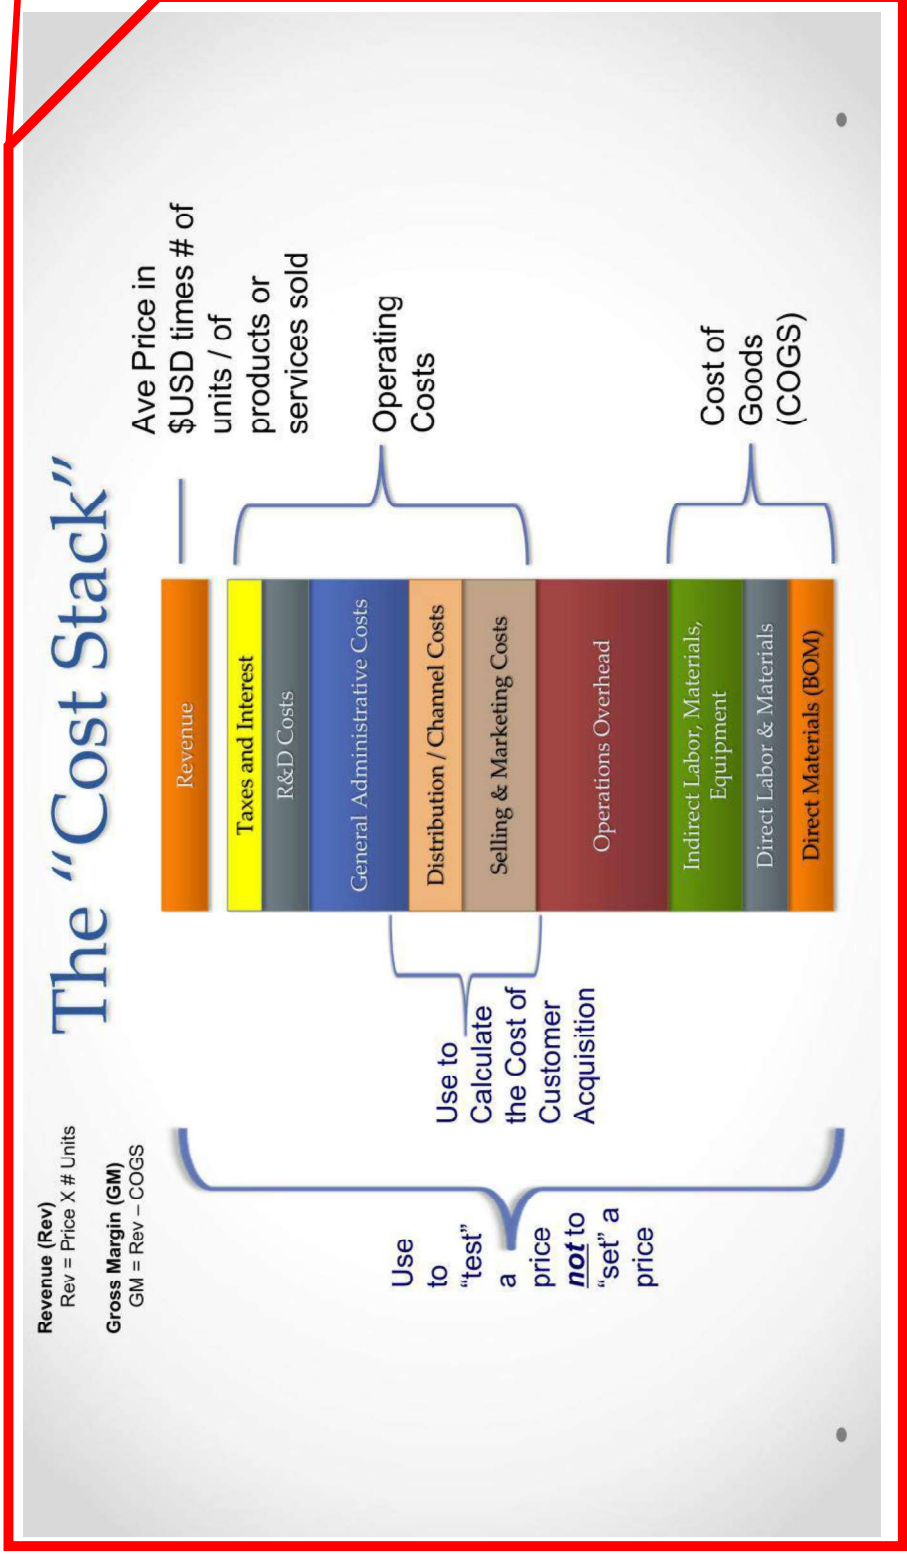 The “Cost Stack”
Revenue (Rev)
Rev = Price X # Units
Gross Margin (GM)
GM = Rev – COGS
Use
to
“test”
a
price
not to
“set” a
price
Use to
Calculate
the Cost of
Customer
Acquisition
Revenue
Taxes and Interest
R&D Costs
General Administrative Costs
Distribution / Channel Costs
Selling & Marketing Costs
Operations Overhead
Indirect Labor, Materials,
Equipment
Direct Labor & Materials
Direct Materials (BOM)
Ave Price in
$USD times # of
units / of
products or
services sold
Operating
Costs
Cost of
Goods
(COGS)